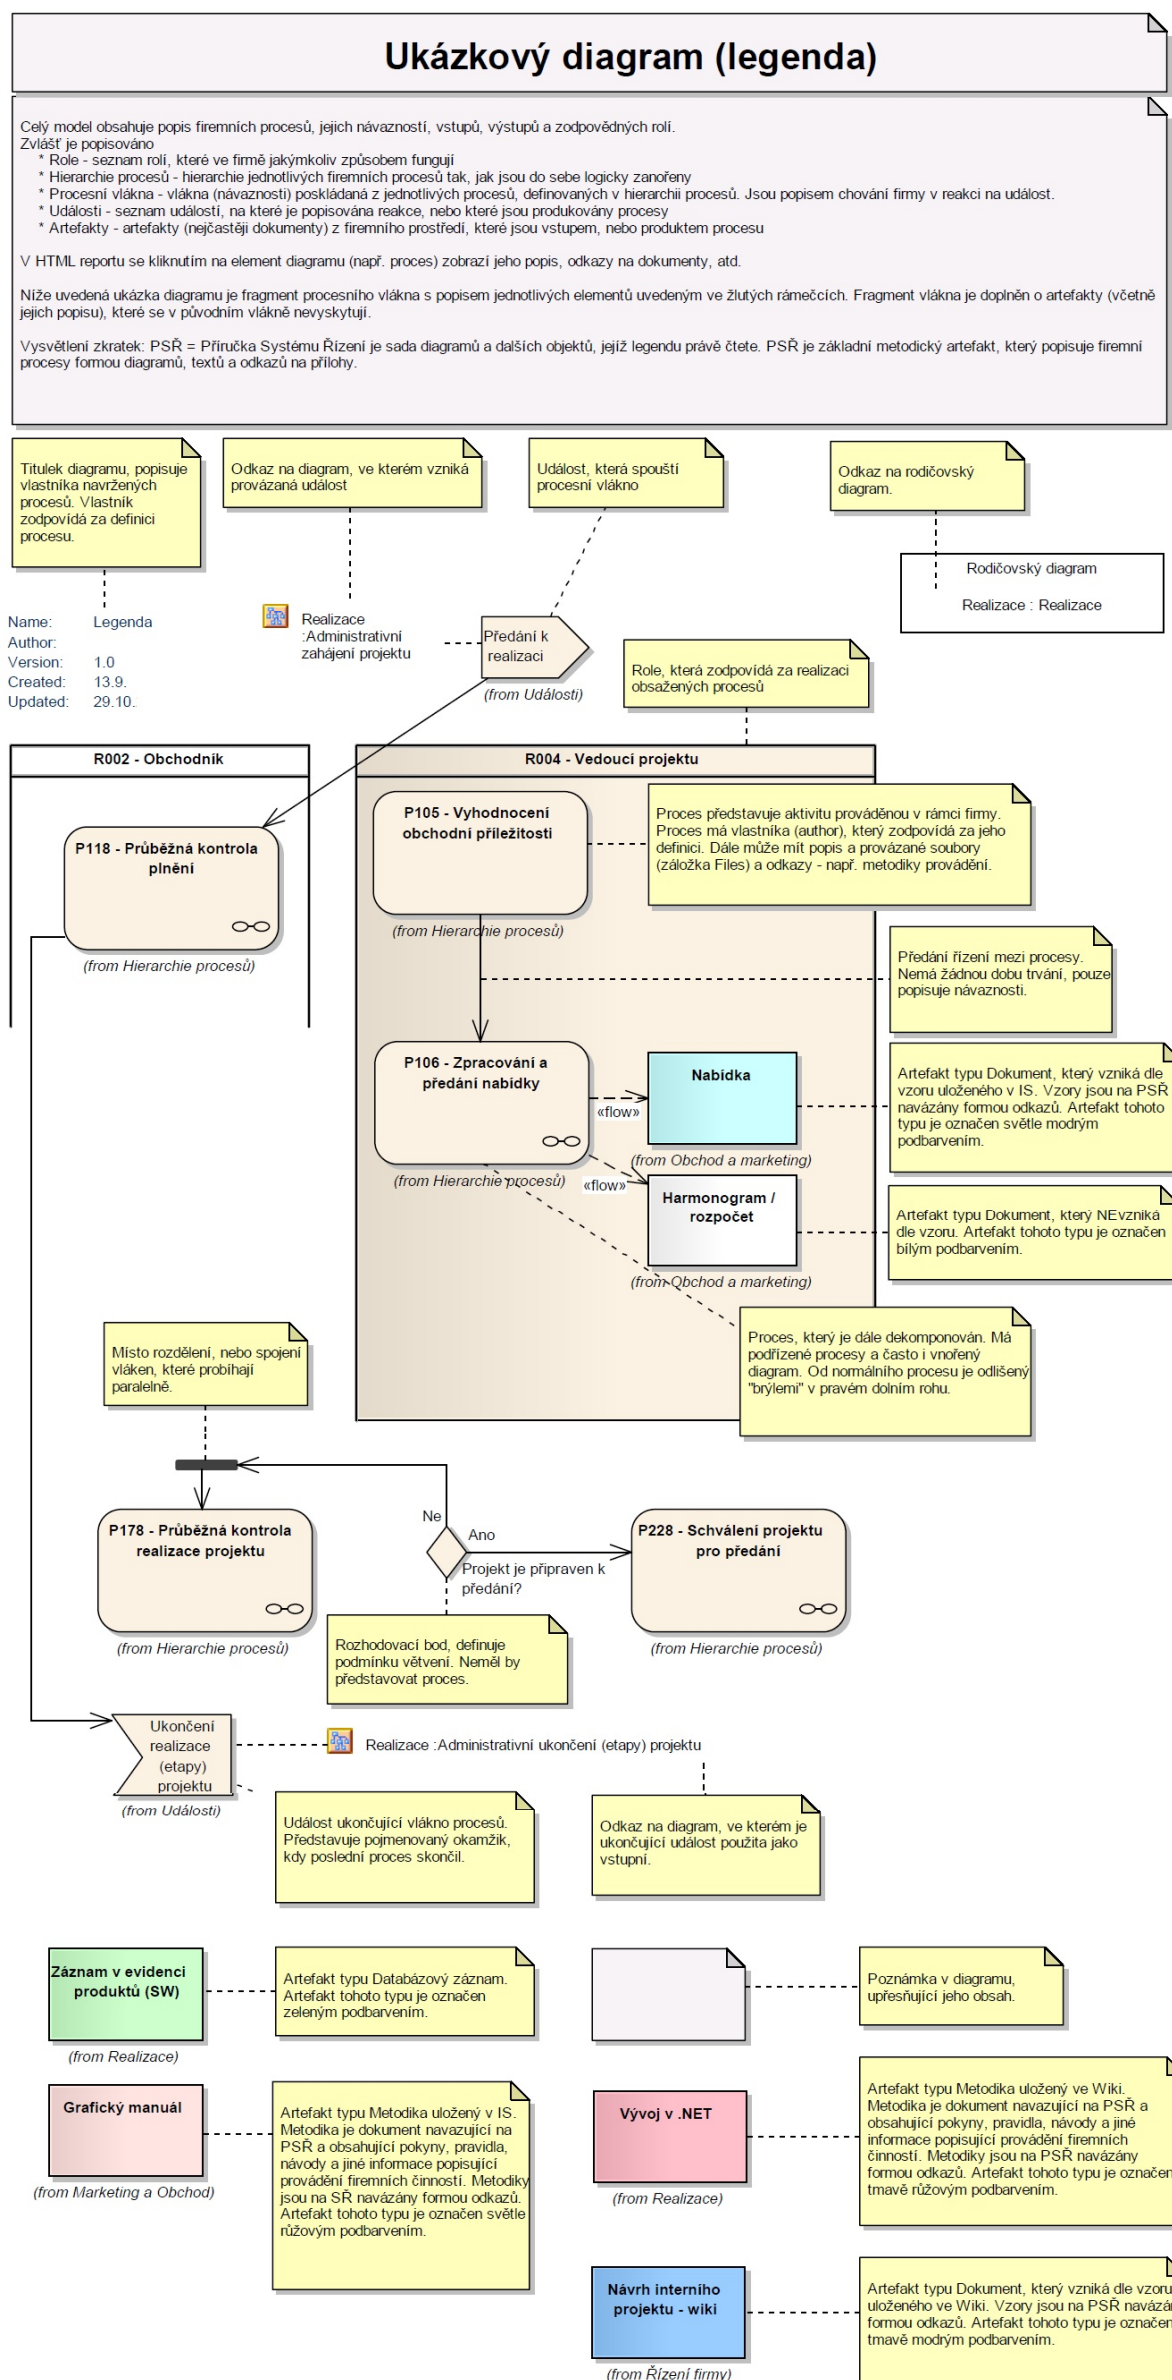 Ukázkový diagram (legenda)
Celý model obsahuje popis firemních procesů, jejich návazností, vstupů, výstupů a zodpovědných rolí.
Zvlášť je popisováno
* Role - seznam rolí, které ve firmě jakýmkoliv způsobem fungují
* Hierarchie procesů - hierarchie jednotlivých firemních procesů tak, jak jsou do sebe logicky zanořeny
* Procesní vlákna - vlákna (návaznosti) poskládaná z jednotlivých procesů, definovaných v hierarchii procesů. Jsou popisem chování firmy v reakci na událost.
* Události - seznam událostí, na které je popisována reakce, nebo které jsou produkovány procesy
* Artefakty - artefakty (nejčastěji dokumenty) z firemního prostředí, které jsou vstupem, nebo produktem procesu
V HTML reportu se kliknutím na element diagramu (např. proces) zobrazí jeho popis, odkazy na dokumenty, atd.
Níže uvedená ukázka diagramu je fragment procesního vlákna s popisem jednotlivých elementů uvedeným ve žlutých rámečcích. Fragment vlákna je doplněn o artefakty (včetně
jejich popisu), které se v původním vlákně nevyskytují.
Vysvětlení zkratek: PSŘ = Příručka Systému Řízení je sada diagramů a dalších objektů, jejíž legendu právě čtete. PSŘ je základní metodický artefakt, který popisuje firemní
procesy formou diagramů, textů a odkazů na přílohy.
Titulek diagramu, popisuje
vlastníka navržených
procesů. Vlastník
zodpovídá za definici
procesu.
Odkaz na diagram, ve kterém vzniká
provázaná událost
Událost, která spouští
procesní vlákno
Odkaz na rodičovský
diagram.
Rodičovský diagram
Realizace : Realizace
Name: Legenda
Author:
Version: 1.0
Created: 13.9.
Updated: 29.10.
Realizace
:Administrativní
zahájení projektu
Předání k
realizaci
(from Události)
Role, která zodpovídá za realizaci
obsažených procesů
R002 - Obchodník
R004 - Vedoucí projektu
P118 - Průběžná kontrola
plnění
(from Hierarchie procesů)
P105 - Vyhodnocení
obchodní příležitosti
(from Hierarchie procesů)
Proces představuje aktivitu prováděnou v rámci firmy.
Proces má vlastníka (author), který zodpovídá za jeho
definici. Dále může mít popis a provázané soubory
(záložka Files) a odkazy - např. metodiky provádění.
Předání řízení mezi procesy.
Nemá žádnou dobu trvání, pouze
popisuje návaznosti.
P106 - Zpracování a
předání nabídky
(from Hierarchie procesů)
«flow»
«flow»
Nabídka
(from Obchod a marketing)
Artefakt typu Dokument, který vzniká dle
vzoru uloženého v IS. Vzory jsou na PSŘ
navázány formou odkazů. Artefakt tohoto
typu je označen světle modrým
podbarvením.
Harmonogram /
rozpočet
(from Obchod a marketing)
Artefakt typu Dokument, který NEvzniká
dle vzoru. Artefakt tohoto typu je označen
bílým podbarvením.
Proces, který je dále dekomponován. Má
podřízené procesy a často i vnořený
diagram. Od normálního procesu je odlišený
"brýlemi" v pravém dolním rohu.
Místo rozdělení, nebo spojení
vláken, které probíhají
paralelně.
P178 - Průběžná kontrola
realizace projektu
(from Hierarchie procesů)
Ne
Ano
Projekt je připraven k
předání?
P228 - Schválení projektu
pro předání
(from Hierarchie procesů)
Rozhodovací bod, definuje
podmínku větvení. Neměl by
představovat proces.
Ukončení
realizace
(etapy)
projektu
(from Události)
Realizace :Administrativní ukončení (etapy) projektu
Událost ukončující vlákno procesů.
Představuje pojmenovaný okamžik,
kdy poslední proces skončil.
Odkaz na diagram, ve kterém je
ukončující událost použita jako
vstupní.
Záznam v evidenci
produktů (SW)
(from Realizace)
Artefakt typu Databázový záznam.
Artefakt tohoto typu je označen
zeleným podbarvením.
Poznámka v diagramu,
upřesňující jeho obsah.
Grafický manuál
(from Marketing a Obchod)
Artefakt typu Metodika uložený v IS.
Metodika je dokument navazující na
PSŘ a obsahující pokyny, pravidla,
návody a jiné informace popisující
provádění firemních činností. Metodiky
jsou na SŘ navázány formou odkazů.
Artefakt tohoto typu je označen světle
růžovým podbarvením.
Vývoj v .NET
(from Realizace)
Artefakt typu Metodika uložený ve Wiki.
Metodika je dokument navazující na PSŘ a
obsahující pokyny, pravidla, návody a jiné
informace popisující provádění firemních
činností. Metodiky jsou na PSŘ navázány
formou odkazů. Artefakt tohoto typu je označen
tmavě růžovým podbarvením.
Návrh interního
projektu - wiki
(from Řízení firmy)
Artefakt typu Dokument, který vzniká dle vzoru
uloženého ve Wiki. Vzory jsou na PSŘ navázán
formou odkazů. Artefakt tohoto typu je označen
tmavě modrým podbarvením.